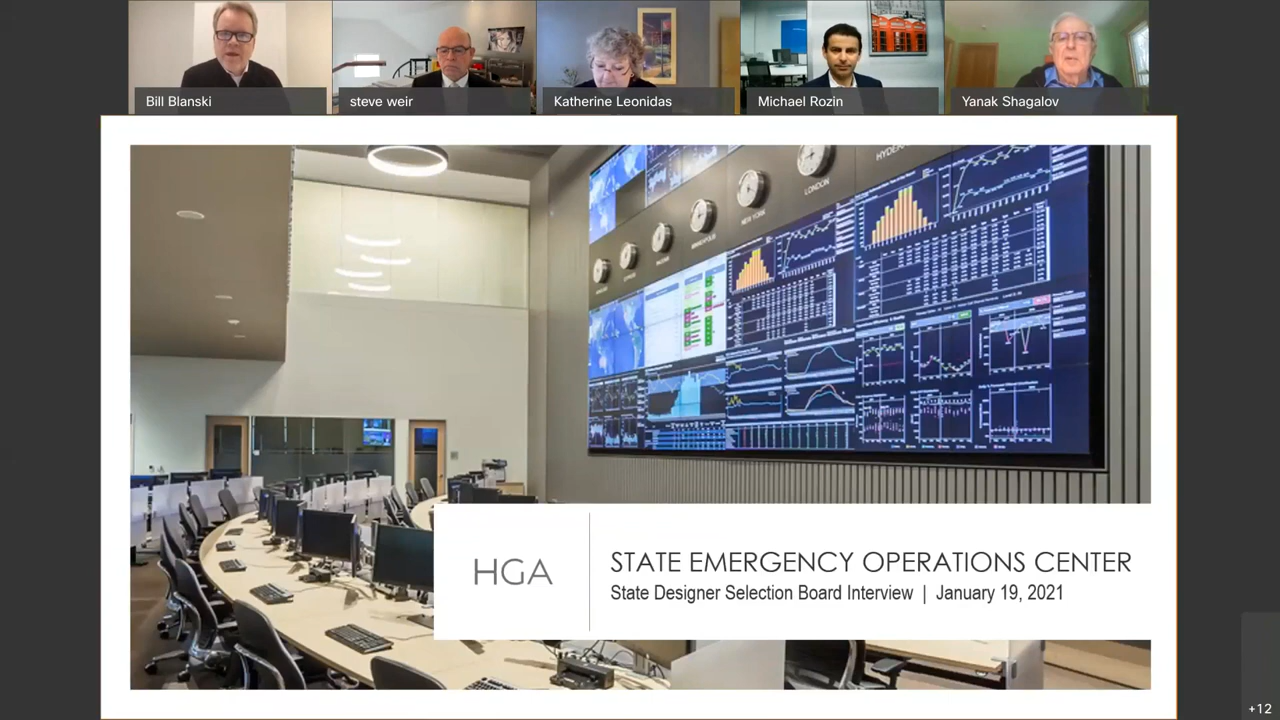 Bill Blanski
steve weir
Katherine Leonidas
Michael Rozin
Yanak Shagalov
LONDON
NEW YORK
MINNEAPOLIS
HGA
STATE EMERGENCY OPERATIONS CENTER
State Designer Selection Board Interview | January 19, 2021
+12